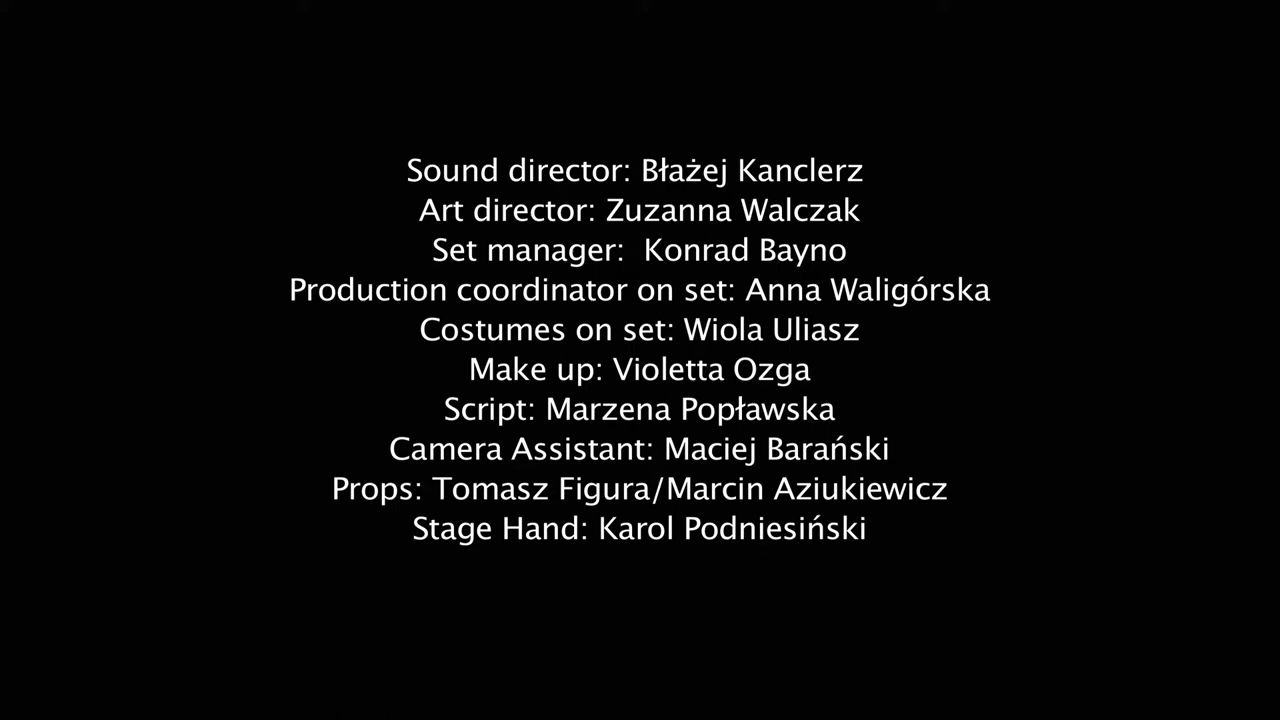 Sound director: Błażej Kanclerz
Art director: Zuzanna Walczak
Set manager:  Konrad Bayno
Production coordinator on set: Anna Waligórska
Costumes on set: Wiola Uliasz
Make up: Violetta Ozga
Script: Marzena Popławska
Camera Assistant: Maciej Barański
Props: Tomasz Figura/Marcin Aziukiewicz
Stage Hand: Karol Podniesiński